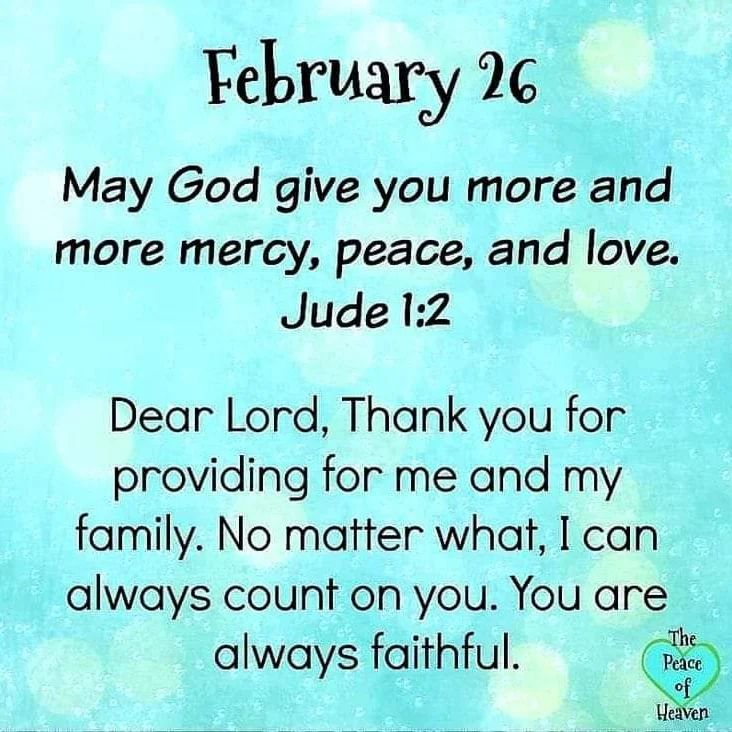 February 26
May God give you more and
more mercy, peace, and love.
Jude 1:2
Dear Lord, Thank you for
providing for me and my
family. No matter what, I can
always count on you. You are
always faithful.
The
Peace
of
Heaven